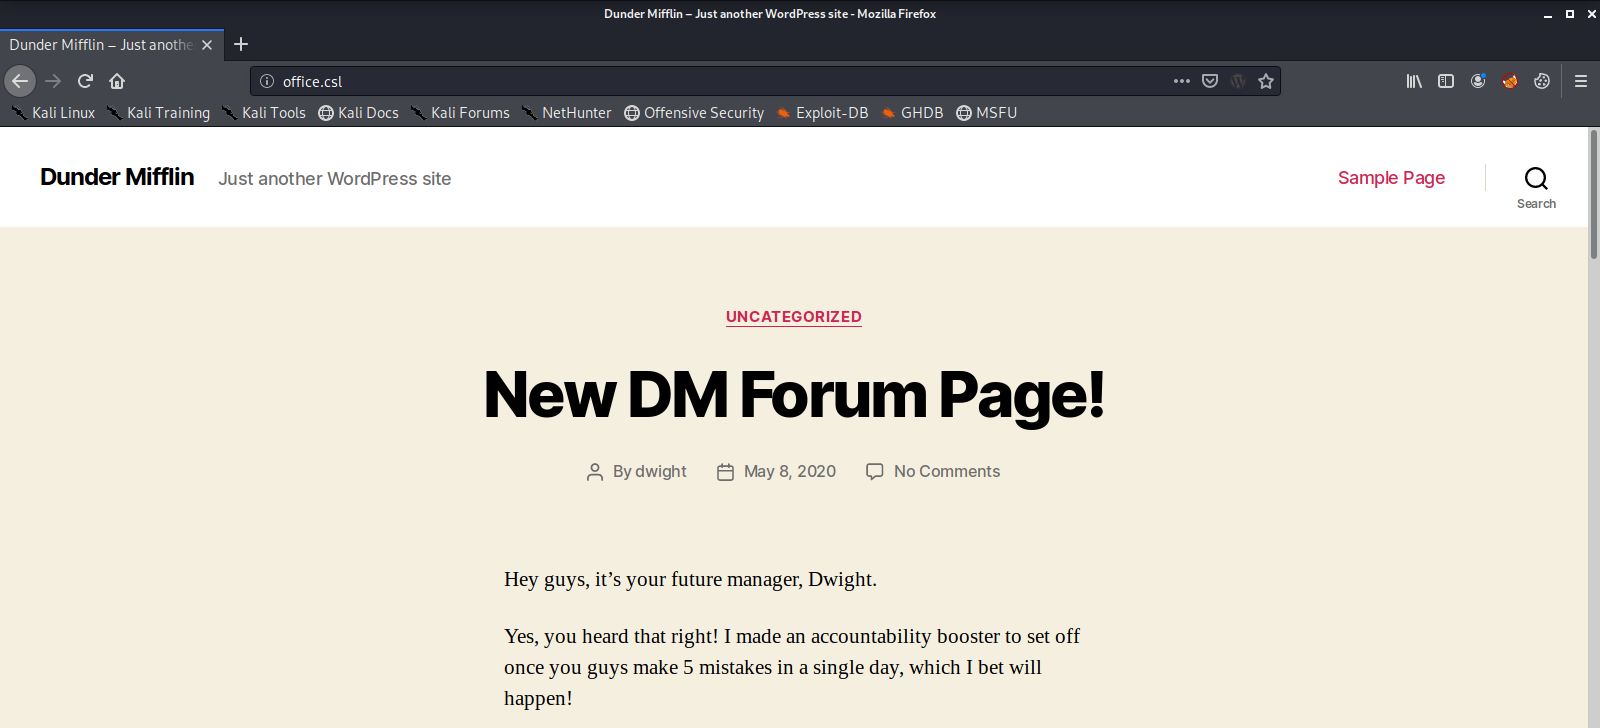 Dunder Mifflin – Just another WordPress site - Mozilla Firefox
Dunder Mifflin – Just anothe
office.csl
Kali Linux Kali Training Kali Tools Kali Docs Kali Forums NetHunter Offensive Security Exploit-DB GHDB MSFU
Dunder Mifflin Just another WordPress site Sample Page
Search
UNCATEGORIZED
New DM Forum Page!
By dwight May 8, 2020 No Comments
Hey guys, it’s your future manager, Dwight.
Yes, you heard that right! I made an accountability booster to set off
once you guys make 5 mistakes in a single day, which I bet will
happen!